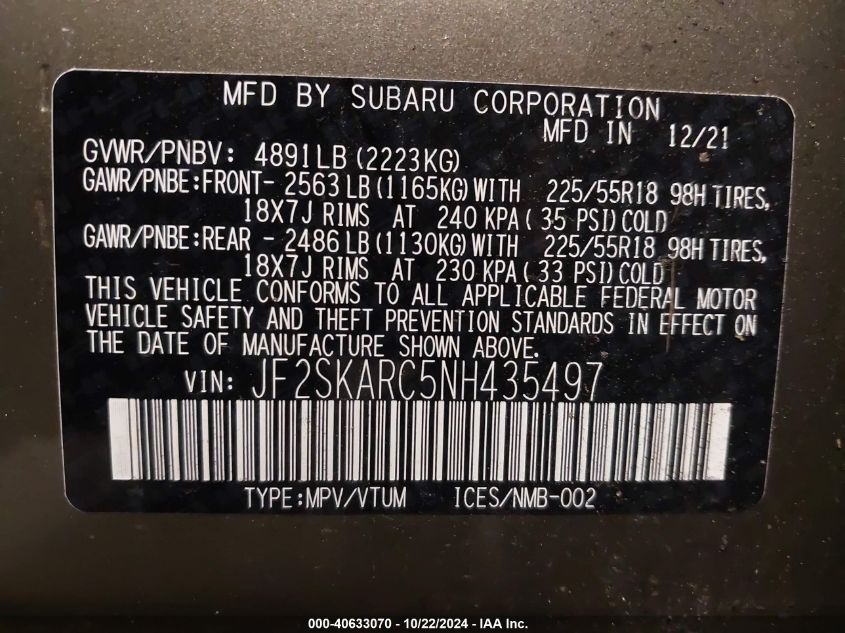 MFD BY SUBARU CORPORATION
MFD IN 12/21
GVWR/PNBV: 4891LB (2223KG)
GAWR/PNBE:FRONT- 2563 LB (1165KG) WITH 225/55R18 98H TIRES,
18X7J RIMS AT 240 KPA ( 35 PSI) COLD
GAWR/PNBE:REAR - 2486 LB (1130KG) WITH 225/55R18 98H TIRES,
18X7J RIMS AT 230 KPA ( 33 PSI) COLD
THIS VEHICLE CONFORMS TO ALL APPLICABLE FEDERAL MOTOR
VEHICLE SAFETY AND THEFT PREVENTION STANDARDS IN EFFECT ON
THE DATE OF MANUFACTURE SHOWN ABOVE.
VIN: JF2SKARC5NH435497
TYPE:MPV/VTUM ICES/NMB-002
000-40633070 - 10/22/2024 - IAA Inc.